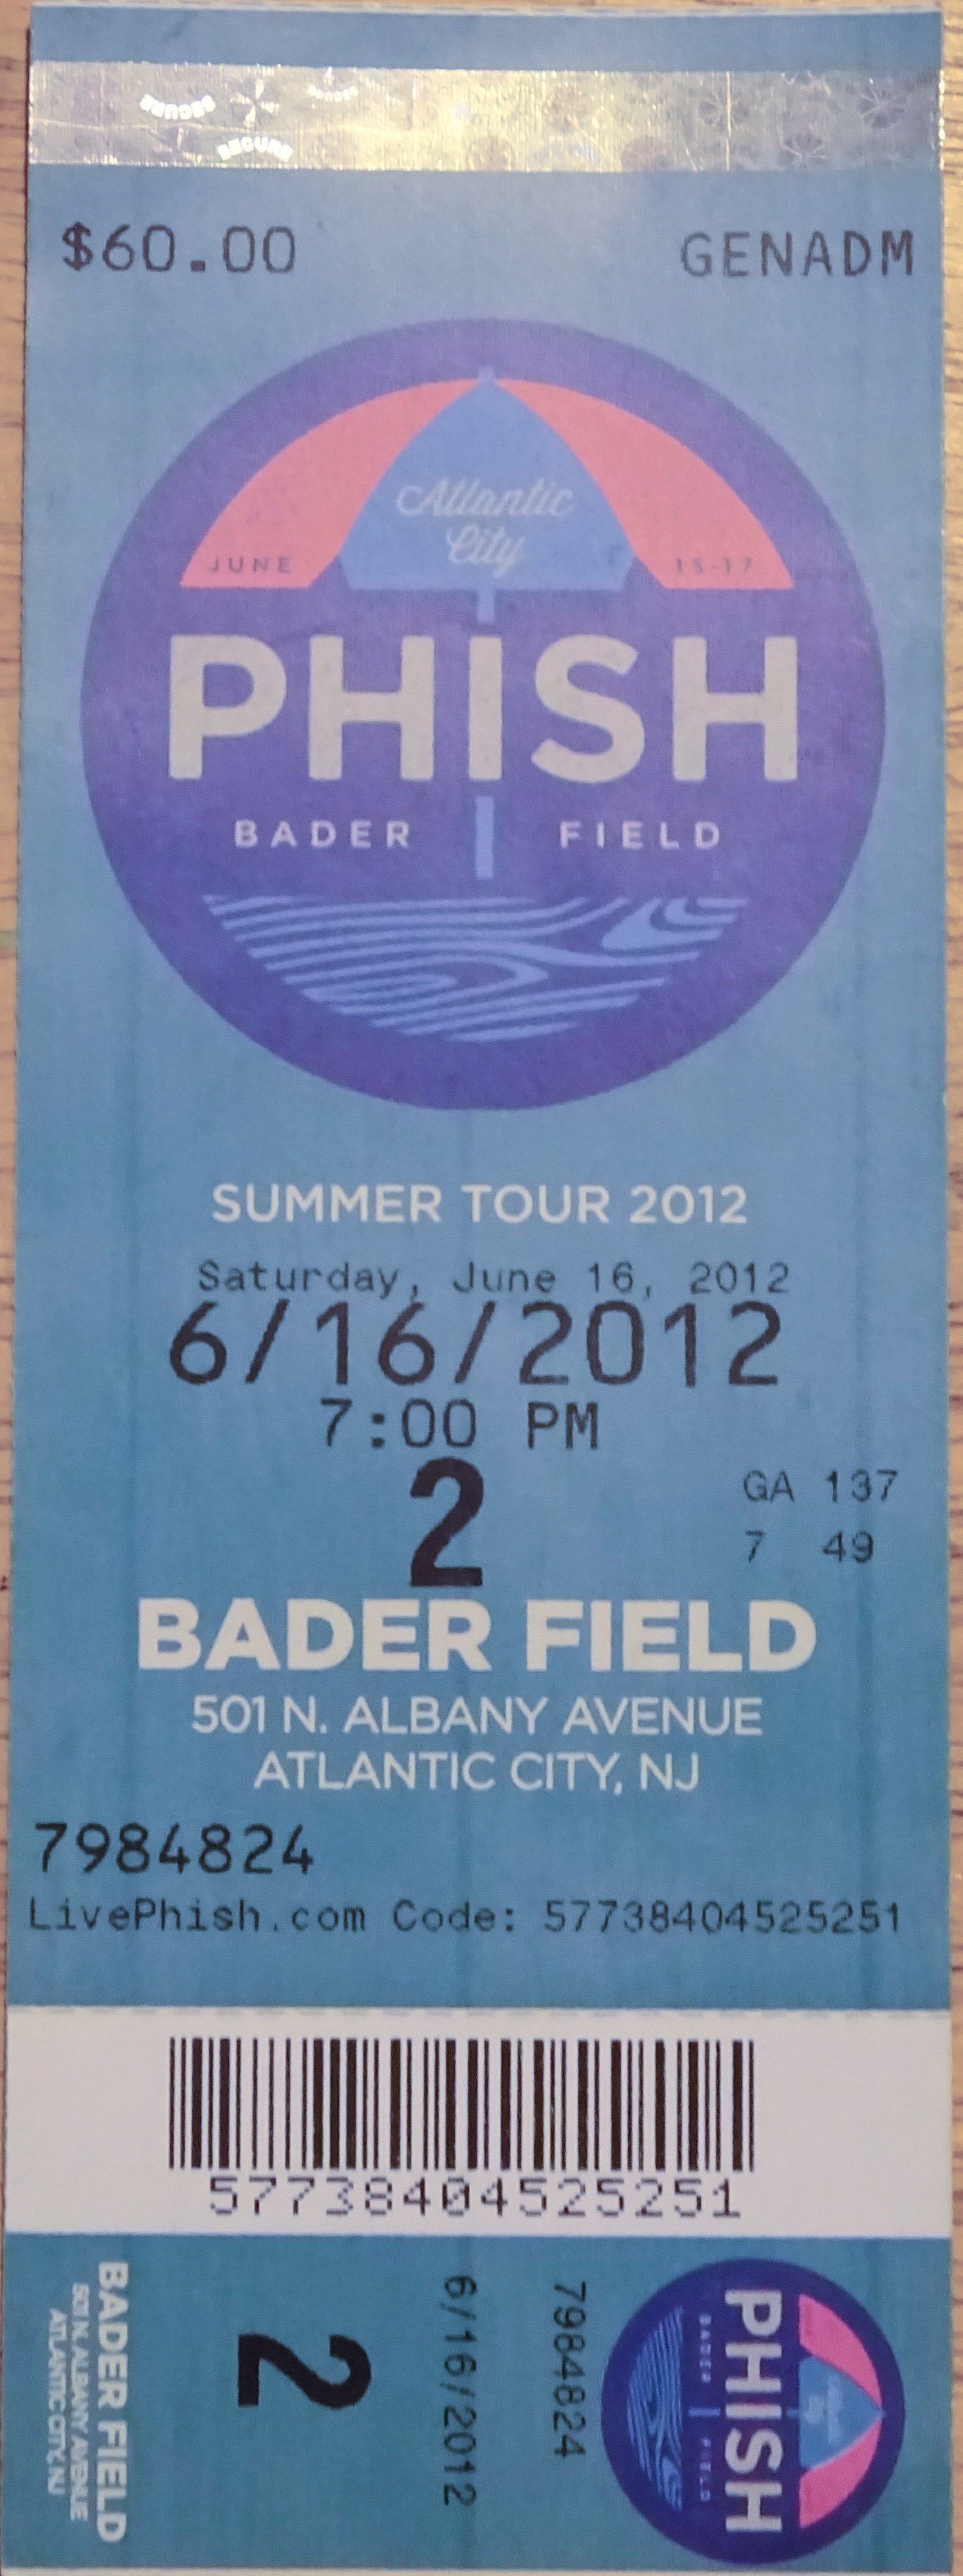 SECURE
SECURE
$60.00 GENADM
Atlantic
City
JUNE 15-17
PHISH
BADER FIELD
SUMMER TOUR 2012
Saturday, June 16, 2012
6/16/2012
7:00 PM
2
GA 137
7 49
BADER FIELD
501 N. ALBANY AVENUE
ATLANTIC CITY, NJ
7984824
LivePhish.com Code: 57738404525251
57738404525251
PHISH
BADER FIELD
7984824
6/16/2012
2
BADER FIELD
501 N. ALBANY AVENUE
ATLANTIC CITY, NJ